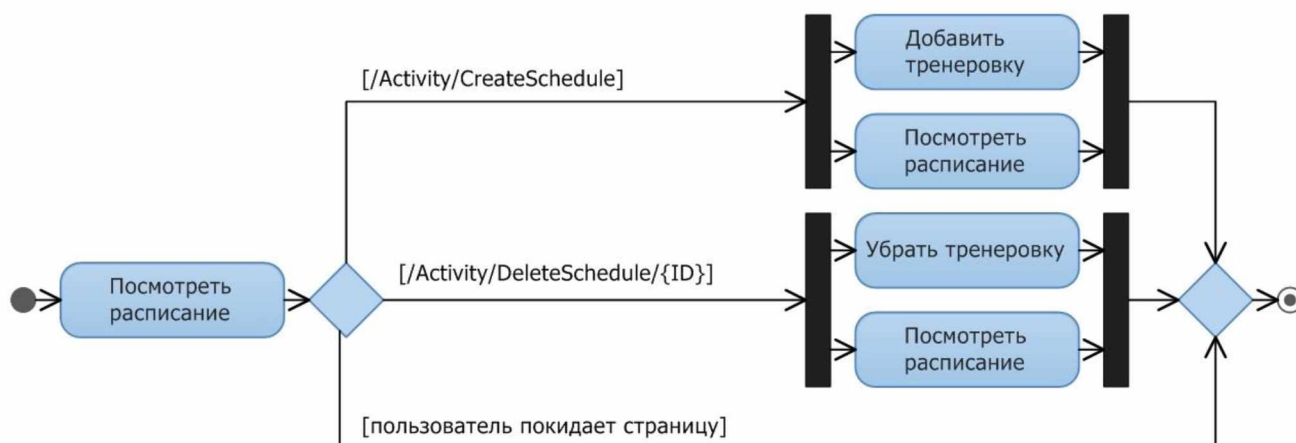 [/Activity/CreateSchedule]
Добавить
тренеровку
Посмотреть
расписание
Посмотреть
расписание
[/Activity/DeleteSchedule/{ID}]
Убрать тренеровку
Посмотреть
расписание
[пользователь покидает страницу]